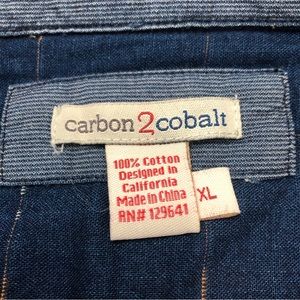 carbon2cobalt
100% Cotton
Designed in
California
Made in China
RN# 129641
XL